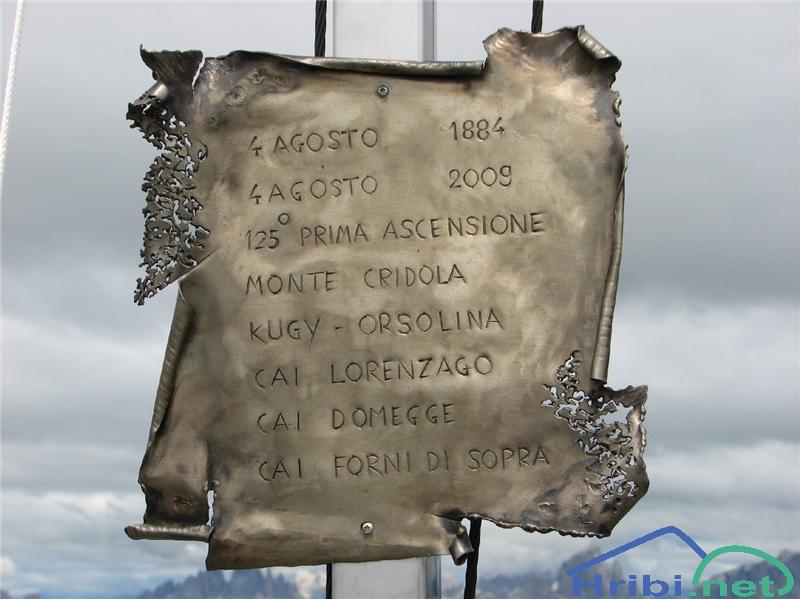 4 AGOSTO 1884
4 AGOSTO 2009
125° PRIMA ASCENSIONE
MONTE CRIDOLA
KUGY - ORSOLINA
CAI LORENZAGO
CAI DOMEGGE
CAI FORNI DI SOPRA
Hribi.net